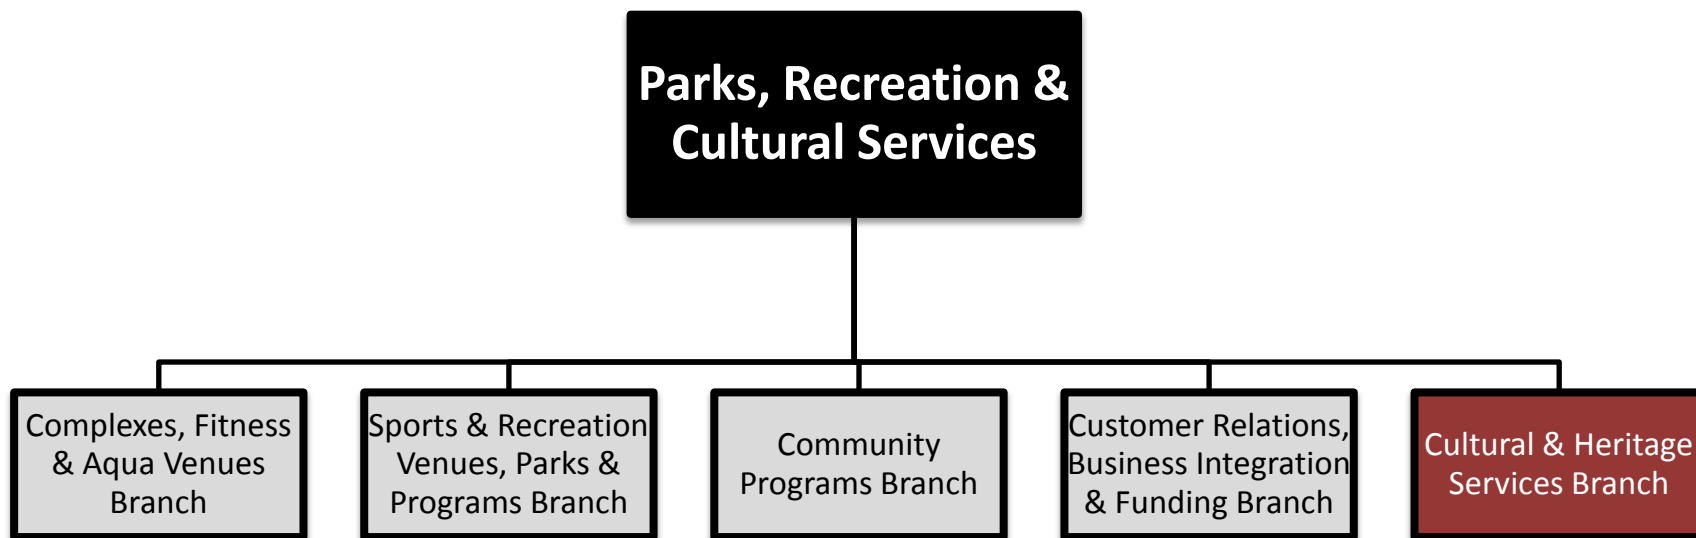 Parks, Recreation &
Cultural Services
Complexes, Fitness
& Aqua Venues
Branch
Sports & Recreation
Venues, Parks &
Programs Branch
Community
Programs Branch
Customer Relations,
Business Integration
& Funding Branch
Cultural & Heritage
Services Branch